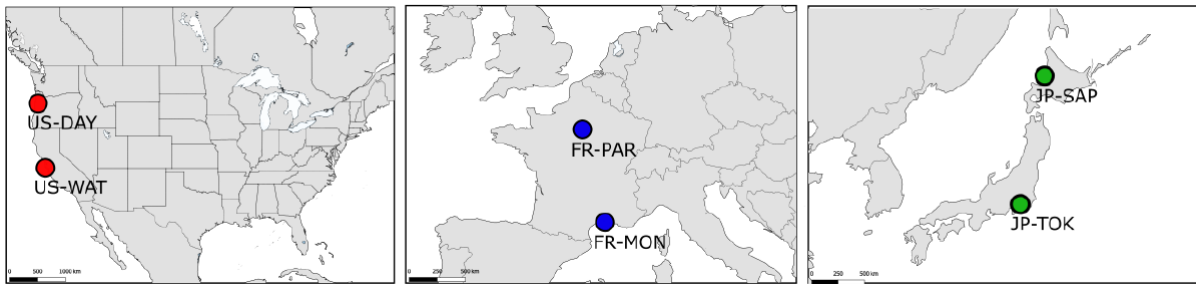 US-DAY
US-WAT
0 500 1000 km
FR-PAR
FR-MON
0 250 500 km
JP-SAP
JP-TOK
0 250 500 km